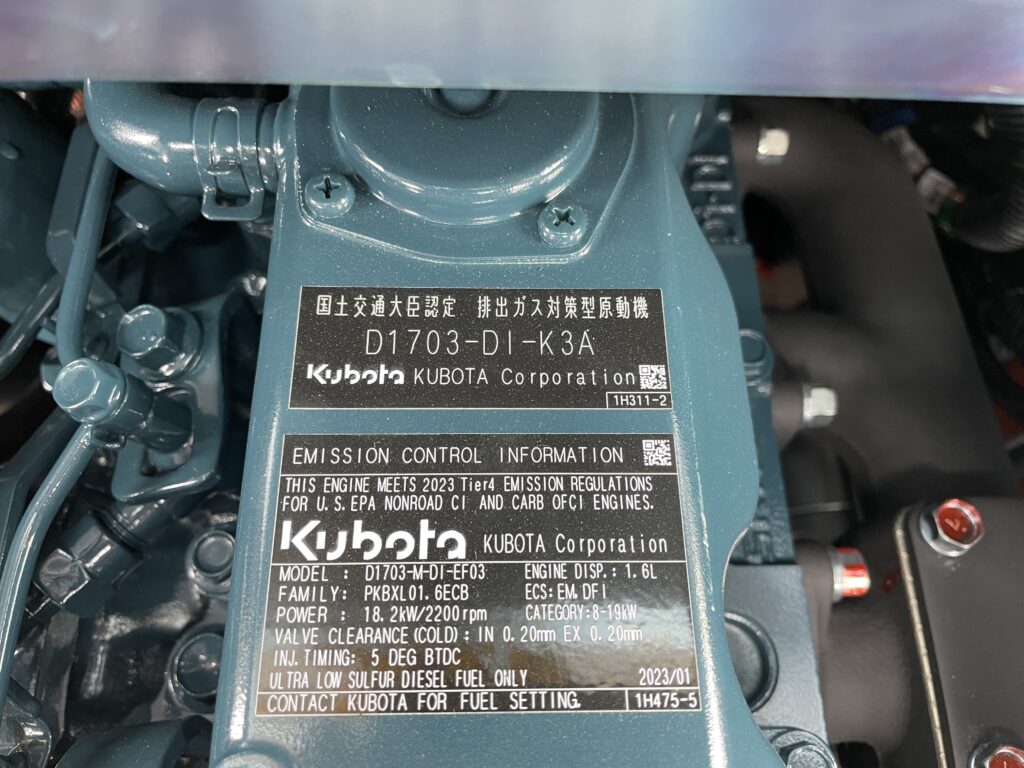 国土交通大臣認定 排出ガス対策型原動機
D1703-DI-K3A
Kubota KUBOTA Corporation
1H311-2
EMISSION CONTROL INFORMATION
THIS ENGINE MEETS 2023 Tier4 EMISSION REGULATIONS
FOR U.S. EPA NONROAD CI AND CARB OFCI ENGINES.
Kubota KUBOTA Corporation
MODEL : D1703-M-DI-EF03 ENGINE DISP.: 1.6L
FAMILY: PKBXL01.6ECB ECS: EM, DFI
POWER : 18.2kW/2200rpm CATEGORY: 8-19kW
VALVE CLEARANCE (COLD) : IN 0.20mm EX 0.20mm
INJ. TIMING: 5 DEG BTDC
ULTRA LOW SULFUR DIESEL FUEL ONLY 2023/01
CONTACT KUBOTA FOR FUEL SETTING. 1H475-5